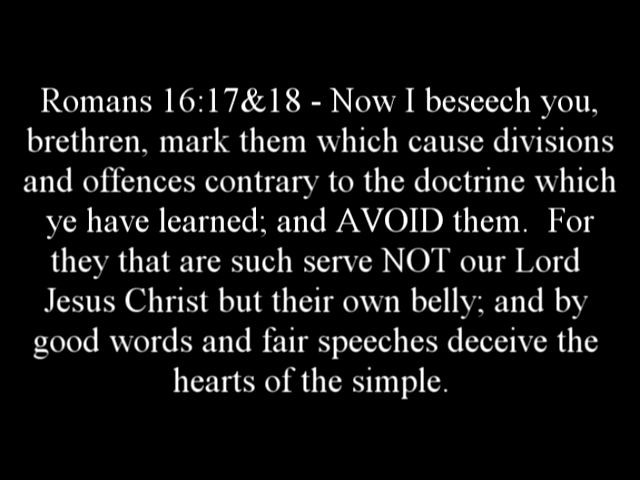 Romans 16:17&18 - Now I beseech you,
brethren, mark them which cause divisions
and offences contrary to the doctrine which
ye have learned; and AVOID them.  For
they that are such serve NOT our Lord
Jesus Christ but their own belly; and by
good words and fair speeches deceive the
hearts of the simple.